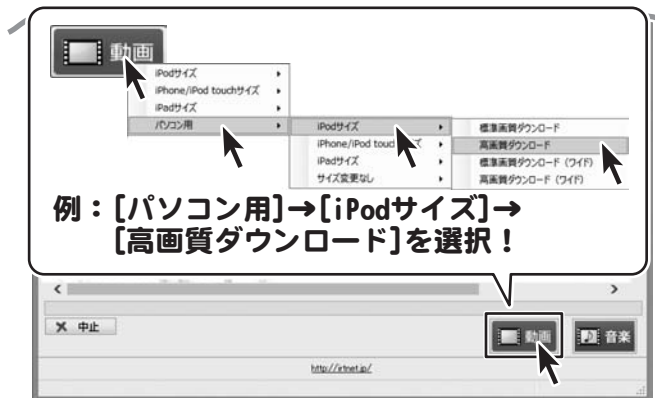 動画
iPodサイズ
iPhone/iPod touchサイズ
iPadサイズ
パソコン用
iPodサイズ
iPhone/iPod touc イズ
iPadサイズ
サイズ変更なし
標準画質ダウンロード
高画質ダウンロード
標準画質ダウンロード（ワイド）
高画質ダウンロード（ワイド）
例：[パソコン用]→[iPodサイズ]→
[高画質ダウンロード]を選択！
中止
動画
音楽
http://irtnet.jp/